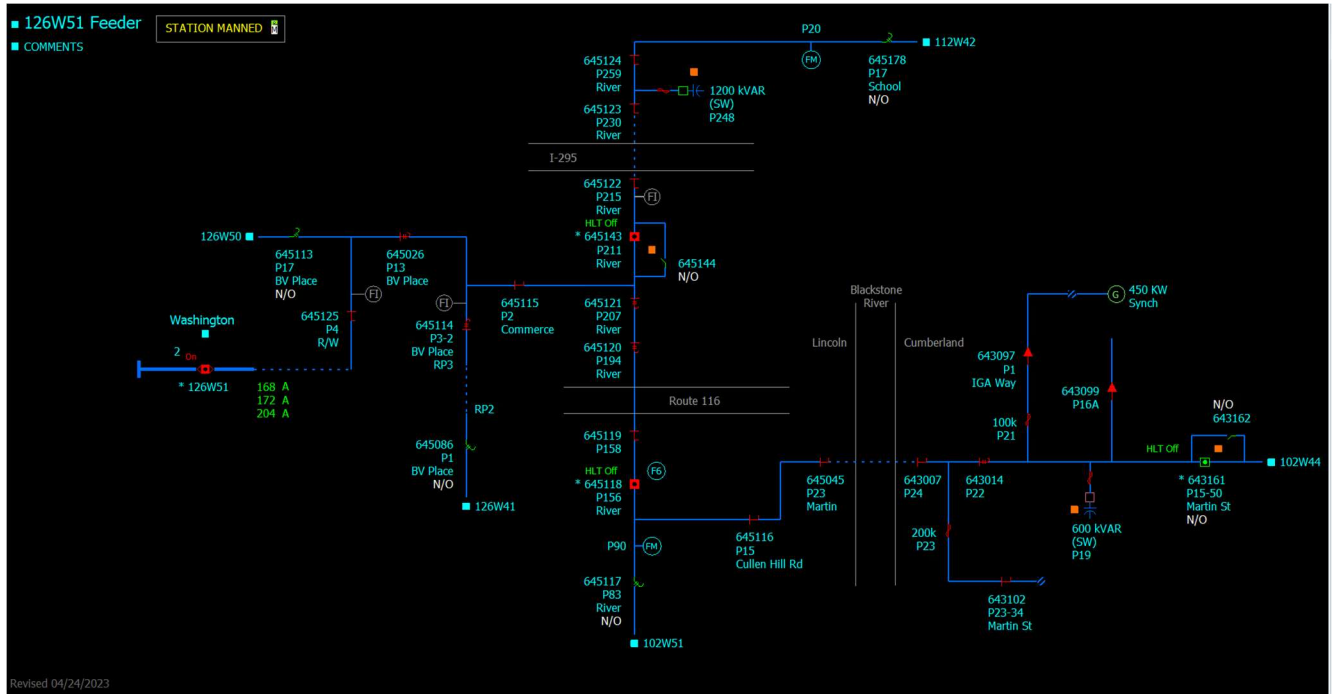 126W51 Feeder
STATION MANNED
M
COMMENTS
P20
112W42
FM
645178
P17
School
N/O
645124
P259
River
1200 kVAR
(SW)
P248
645123
P230
River
I-295
645122
P215
River
FI
HLT Off
* 645143
P211
River
645144
N/O
126W50
645113
P17
BV Place
N/O
645026
P13
BV Place
FI
645125
P4
R/W
FI
645114
P3-2
BV Place
RP3
645115
P2
Commerce
645121
P207
River
645120
P194
River
Washington
2
On
* 126W51
168 A
172 A
204 A
RP2
645086
P1
BV Place
N/O
126W41
Route 116
645119
P158
HLT Off
* 645118
P156
River
F6
P90
FM
645117
P83
River
N/O
102W51
645116
P15
Cullen Hill Rd
Blackstone
River
Lincoln
Cumberland
645045
P23
Martin
643007
P24
643014
P22
200k
P23
643102
P23-34
Martin St
G
450 KW
Synch
643097
P1
IGA Way
100k
P21
643099
P16A
600 kVAR
(SW)
P19
N/O
643162
HLT Off
* 643161
P15-50
Martin St
N/O
102W44
Revised 04/24/2023